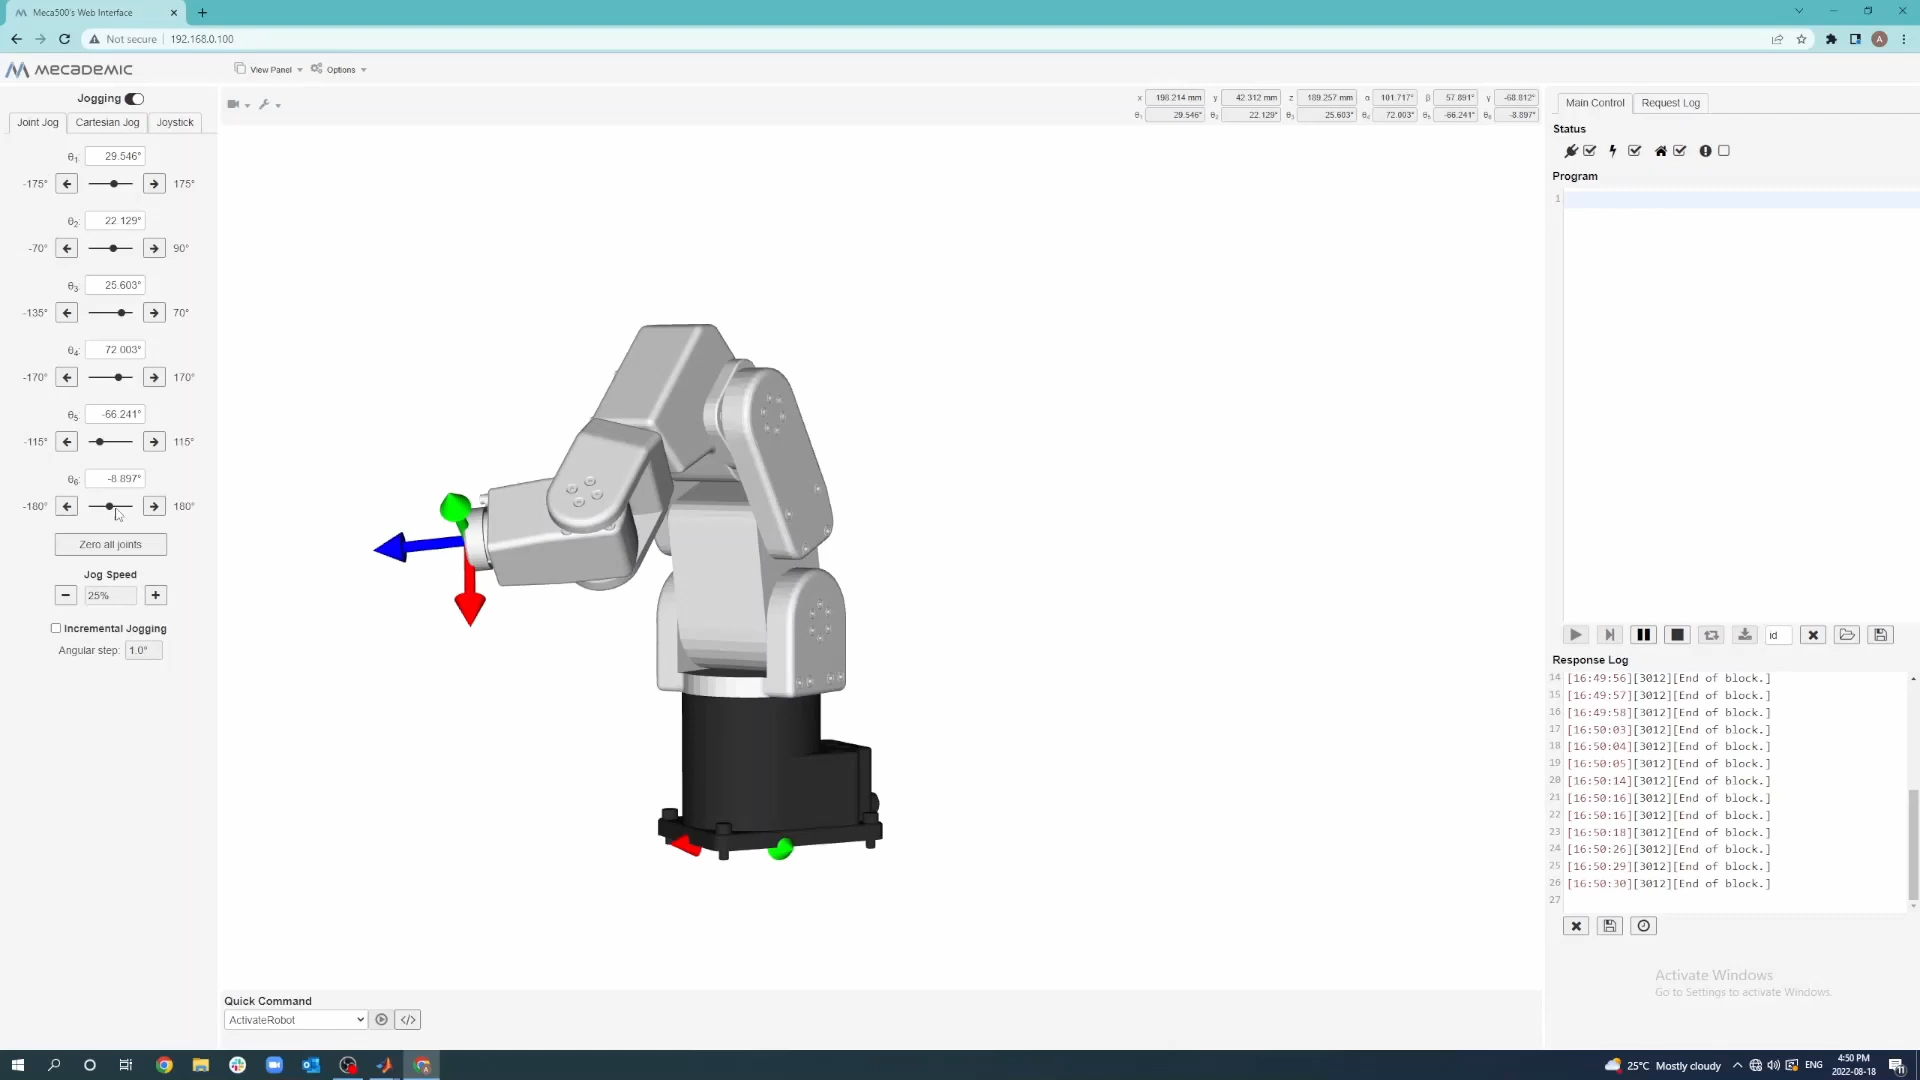 Meca500's Web Interface
Not secure
192.168.0.100
A
MECADEMIC
View Panel
Options
Jogging
Joint Jog
Cartesian Jog
Joystick
θ1: 29.546°
-175° 175°
θ2: 22.129°
-70° 90°
θ3: 25.603°
-135° 70°
θ4: 72.003°
-170° 170°
θ5: -66.241°
-115° 115°
θ6: -8.897°
-180° 180°
Zero all joints
Jog Speed
25%
Incremental Jogging
Angular step: 1.0°
x 198.214 mm y 42.312 mm z 189.257 mm α 101.717° β 57.891° γ -68.812°
θ1 29.546° θ2 22.129° θ3 25.603° θ4 72.003° θ5 -66.241° θ6 -8.897°
Main Control
Request Log
Status
Program
1
id
Response Log
14 [16:49:56][3012][End of block.]
15 [16:49:57][3012][End of block.]
16 [16:49:58][3012][End of block.]
17 [16:50:03][3012][End of block.]
18 [16:50:04][3012][End of block.]
19 [16:50:05][3012][End of block.]
20 [16:50:14][3012][End of block.]
21 [16:50:16][3012][End of block.]
22 [16:50:16][3012][End of block.]
23 [16:50:18][3012][End of block.]
24 [16:50:26][3012][End of block.]
25 [16:50:29][3012][End of block.]
26 [16:50:30][3012][End of block.]
27
Activate Windows
Go to Settings to activate Windows.
Quick Command
ActivateRobot
25°C Mostly cloudy
ENG
4:50 PM
2022-08-18